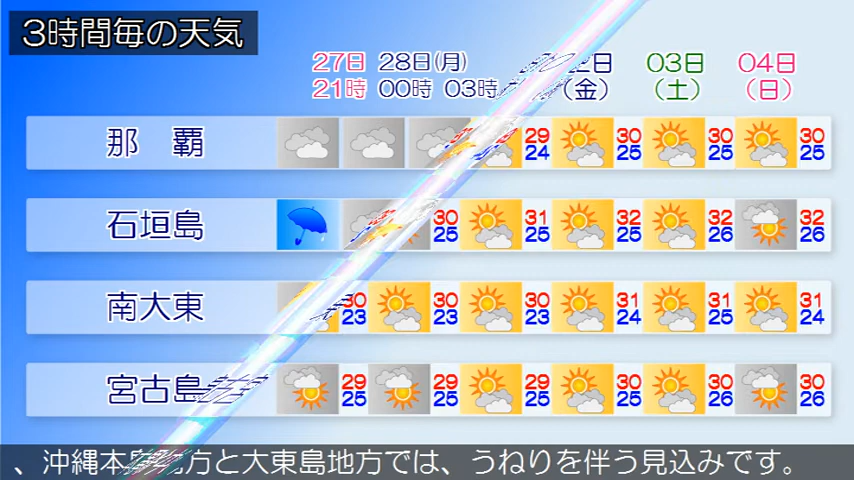 3時間毎の天気
27日 28日(月) 日 03日 04日
21時 00時 03時 (金) (土) (日)
那覇 29 30 30 30
24 25 25 25
石垣島 30 31 32 32 32
25 25 25 26 26
南大東 30 30 30 31 31 31
23 23 23 24 25 24
宮古島 29 29 29 30 30 30
25 25 25 25 26 26
、沖縄本島地方と大東島地方では、うねりを伴う見込みです。